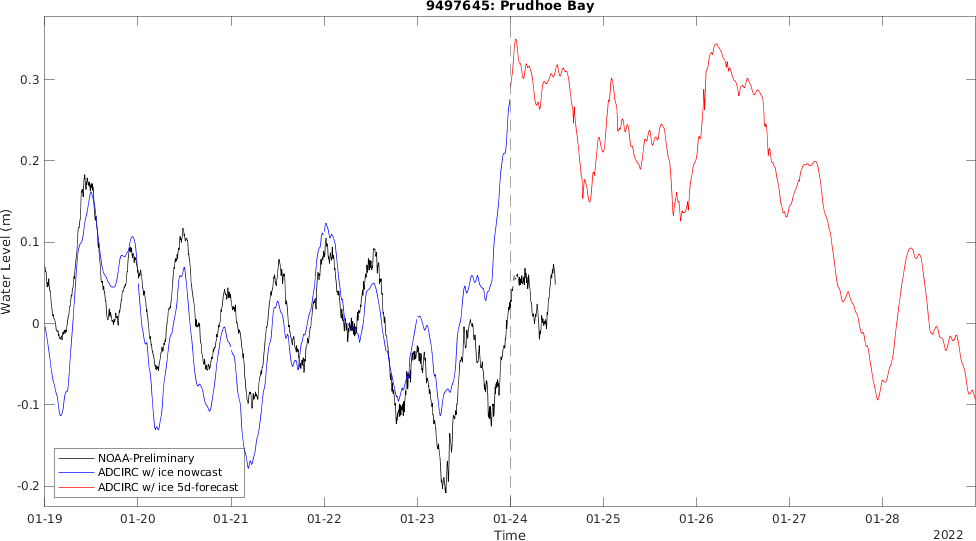 9497645: Prudhoe Bay
Water Level (m)
0.3
0.2
0.1
0
-0.1
-0.2
NOAA-Preliminary
ADCIRC w/ ice nowcast
ADCIRC w/ ice 5d-forecast
01-19 01-20 01-21 01-22 01-23 01-24 01-25 01-26 01-27 01-28
Time
2022